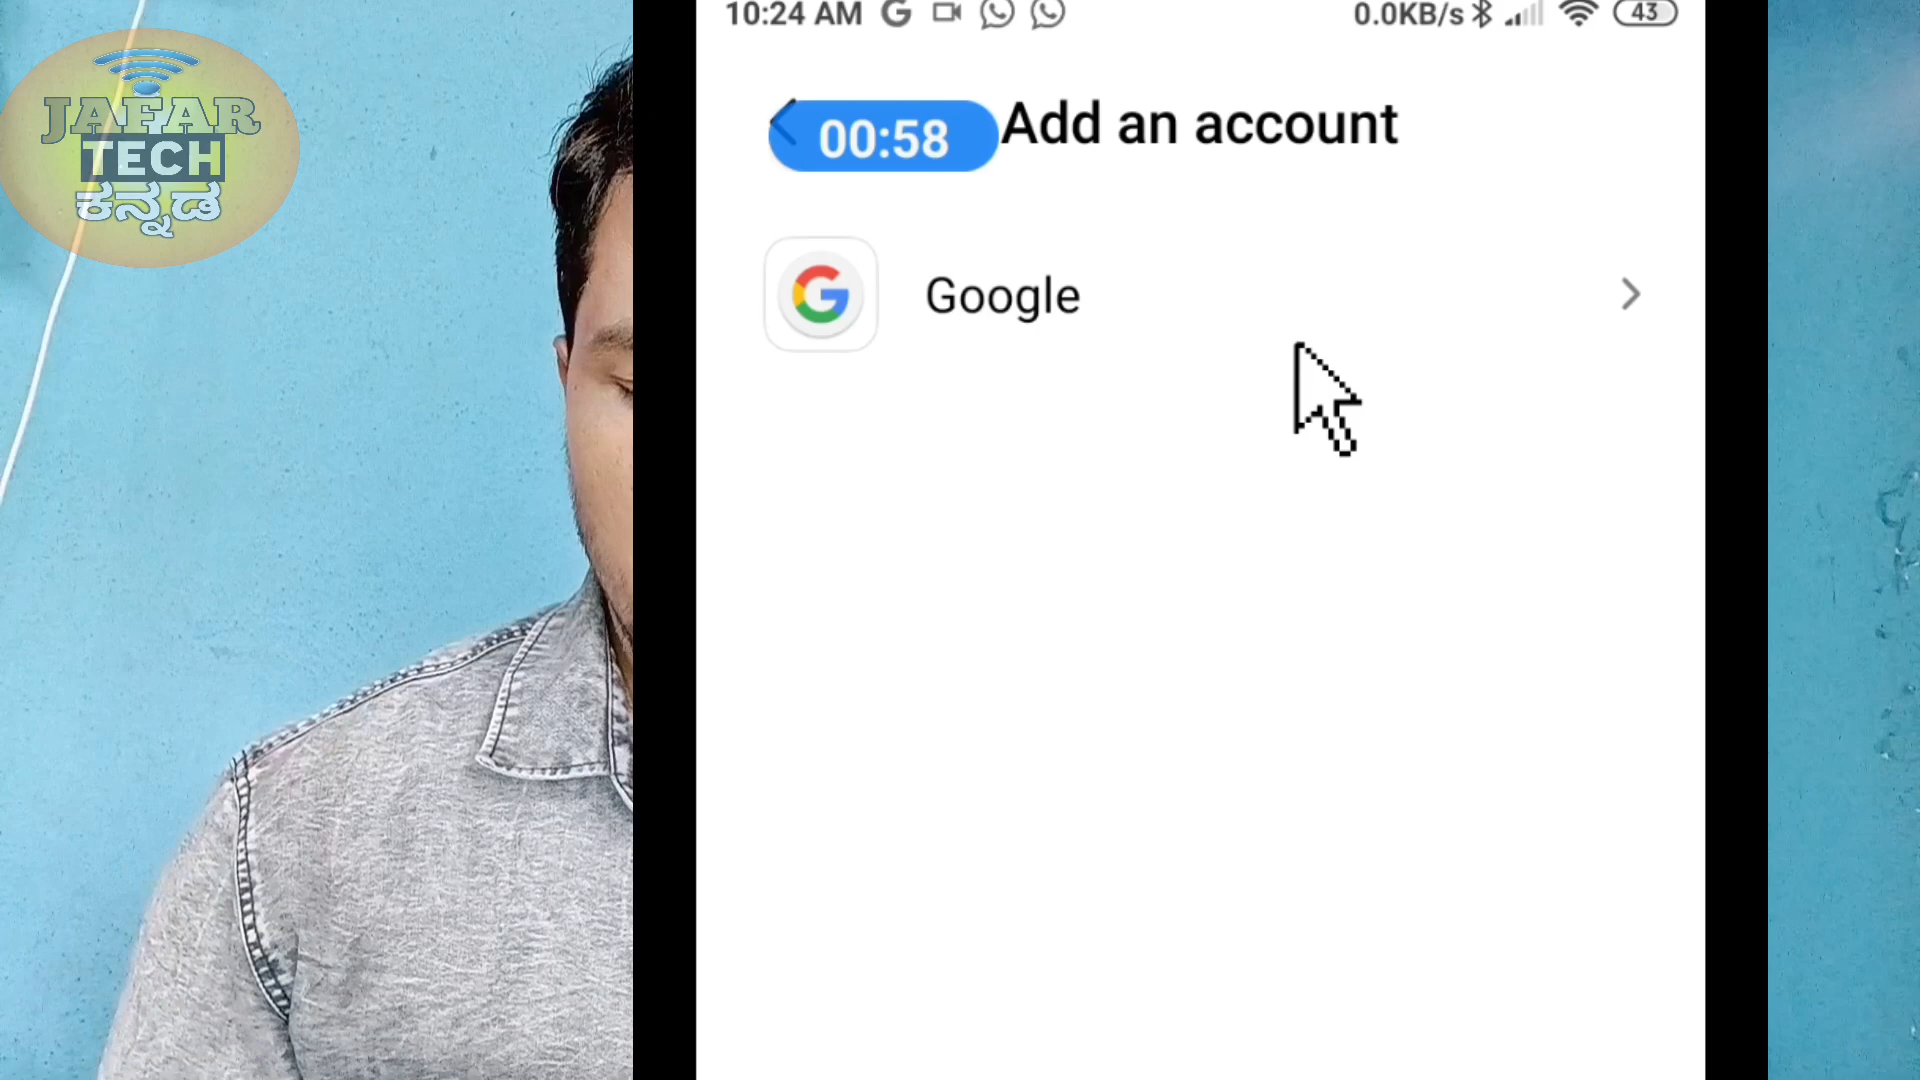 JAFAR
TECH
ಕನ್ನಡ
10:24 AM
0.0KB/s
43
00:58
Add an account
Google